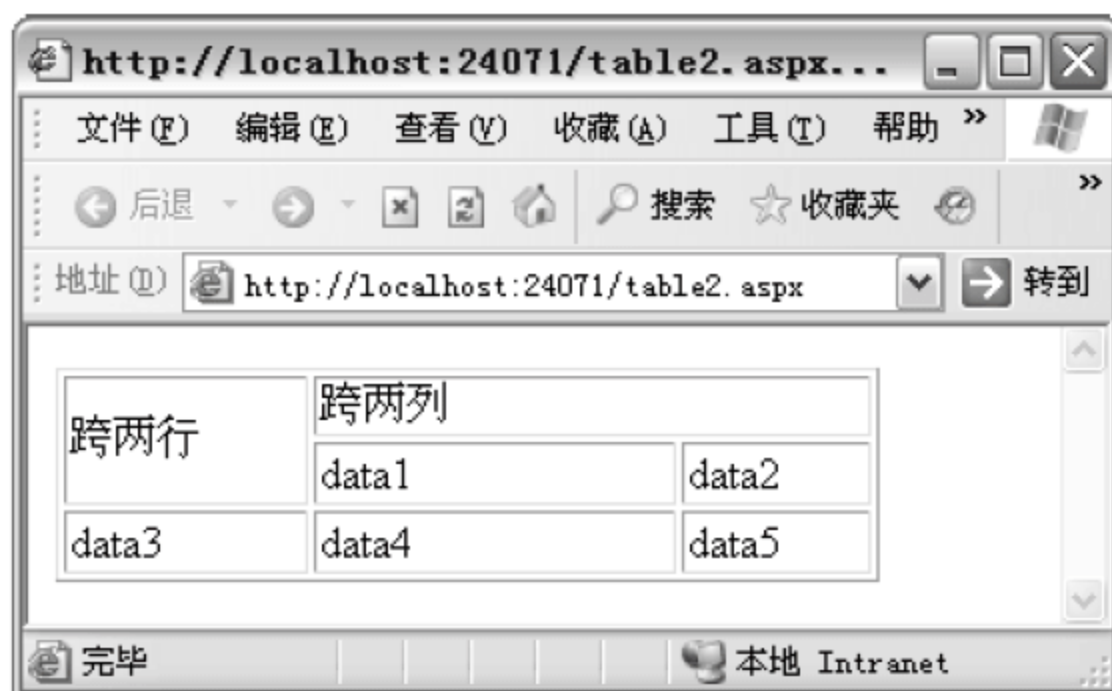 http://localhost:24071/table2.aspx...
文件(F) 编辑(E) 查看(V) 收藏(A) 工具(T) 帮助 »
后退 搜索 收藏夹 »
地址(D) http://localhost:24071/table2.aspx 转到
跨两行 跨两列
data1 data2
data3 data4 data5
完毕 本地 Intranet